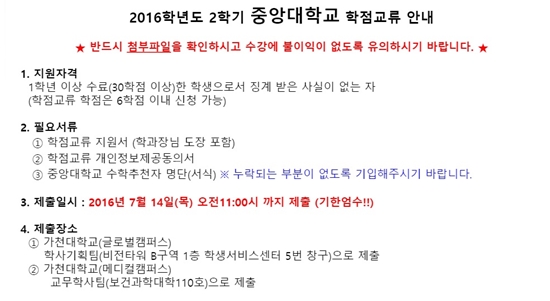 2016학년도 2학기 중앙대학교 학점교류 안내
★ 반드시 첨부파일을 확인하시고 수강에 불이익이 없도록 유의하시기 바랍니다. ★
1. 지원자격
1학년 이상 수료(30학점 이상)한 학생으로서 징계 받은 사실이 없는 자
(학점교류 학점은 6학점 이내 신청 가능)
2. 필요서류
① 학점교류 지원서 (학과장님 도장 포함)
② 학점교류 개인정보제공동의서
③ 중앙대학교 수학추천자 명단(서식) ※ 누락되는 부분이 없도록 기입해주시기 바랍니다.
3. 제출일시 : 2016년 7월 14일(목) 오전11:00시 까지 제출 (기한엄수!!)
4. 제출장소
① 가천대학교(글로벌캠퍼스)
학사기획팀(비전타워 B구역 1층 학생서비스센터 5번 창구)으로 제출
② 가천대학교(메디컬캠퍼스)
교무학사팀(보건과학대학110호)으로 제출